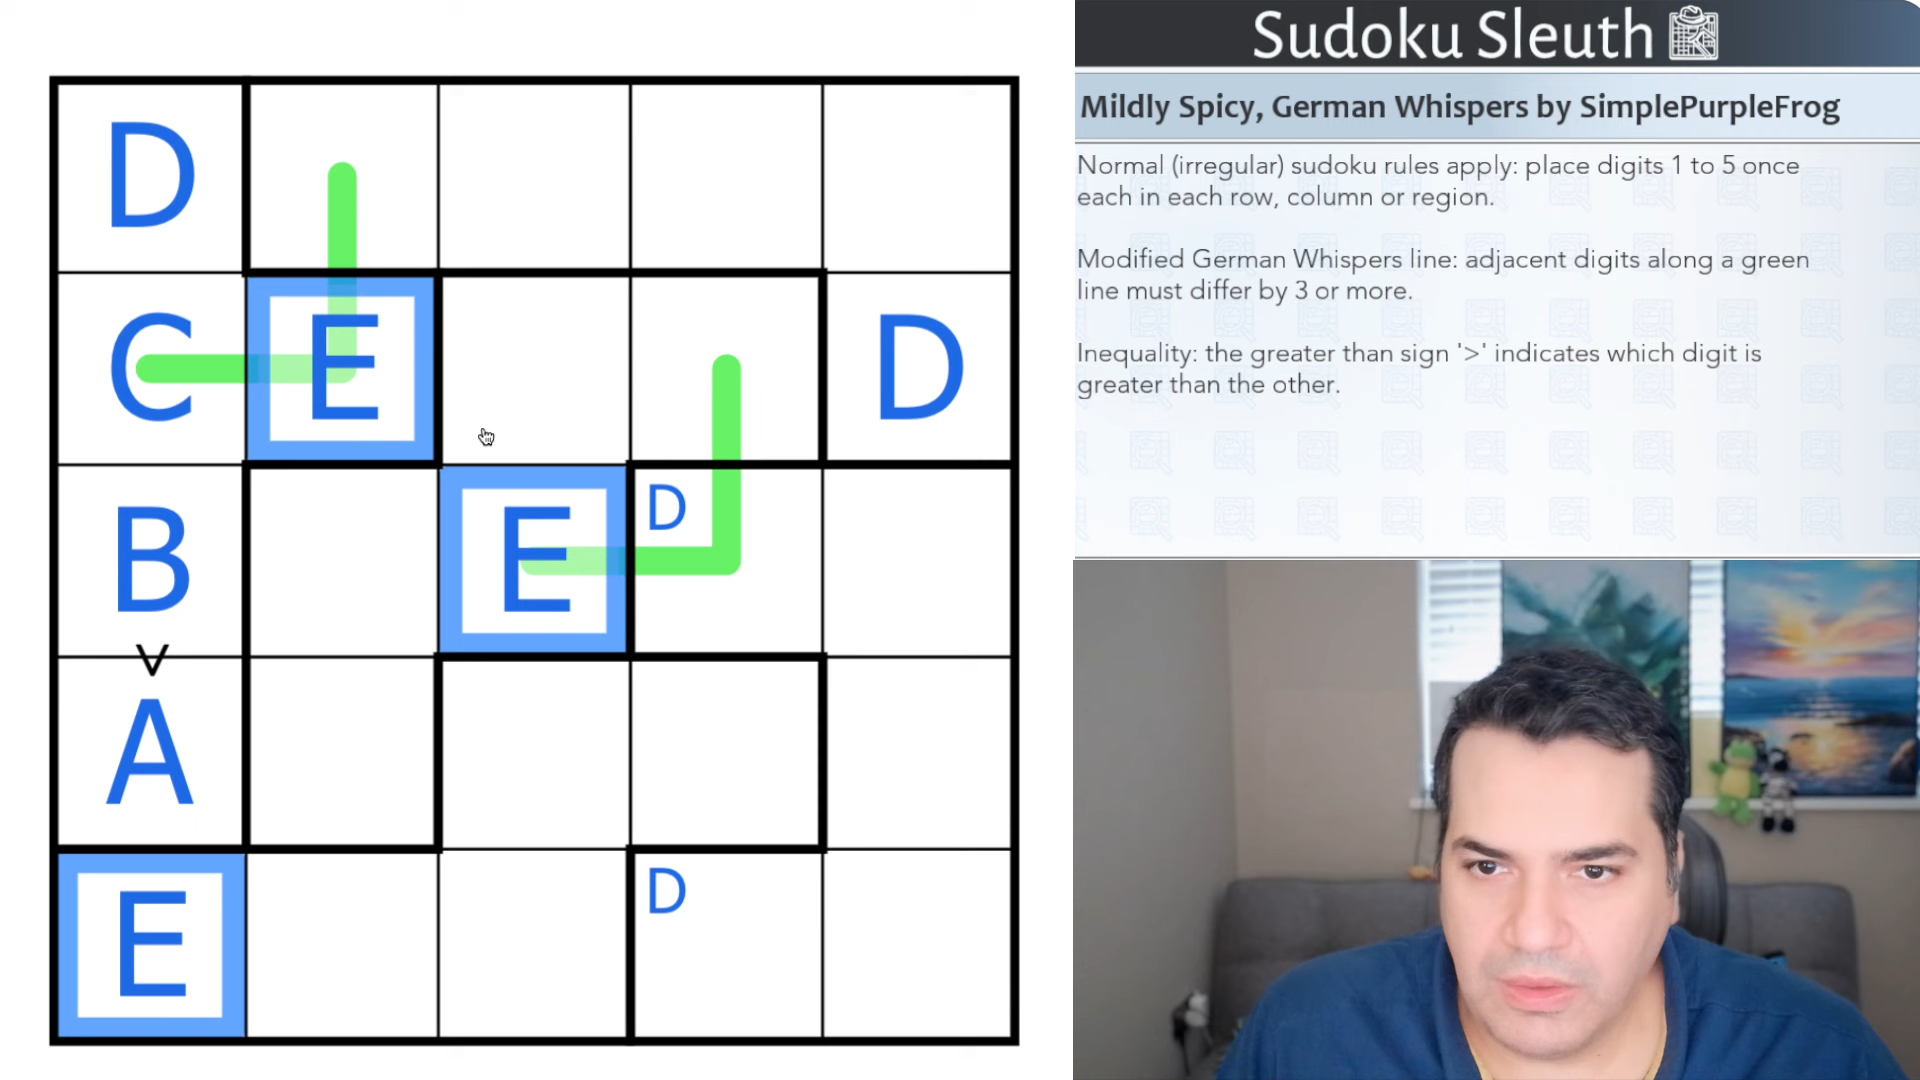 Sudoku Sleuth
Mildly Spicy, German Whispers by SimplePurpleFrog
Normal (irregular) sudoku rules apply: place digits 1 to 5 once
each in each row, column or region.
Modified German Whispers line: adjacent digits along a green
line must differ by 3 or more.
Inequality: the greater than sign '>' indicates which digit is
greater than the other.
D
C E D
B E D
V
A
E D